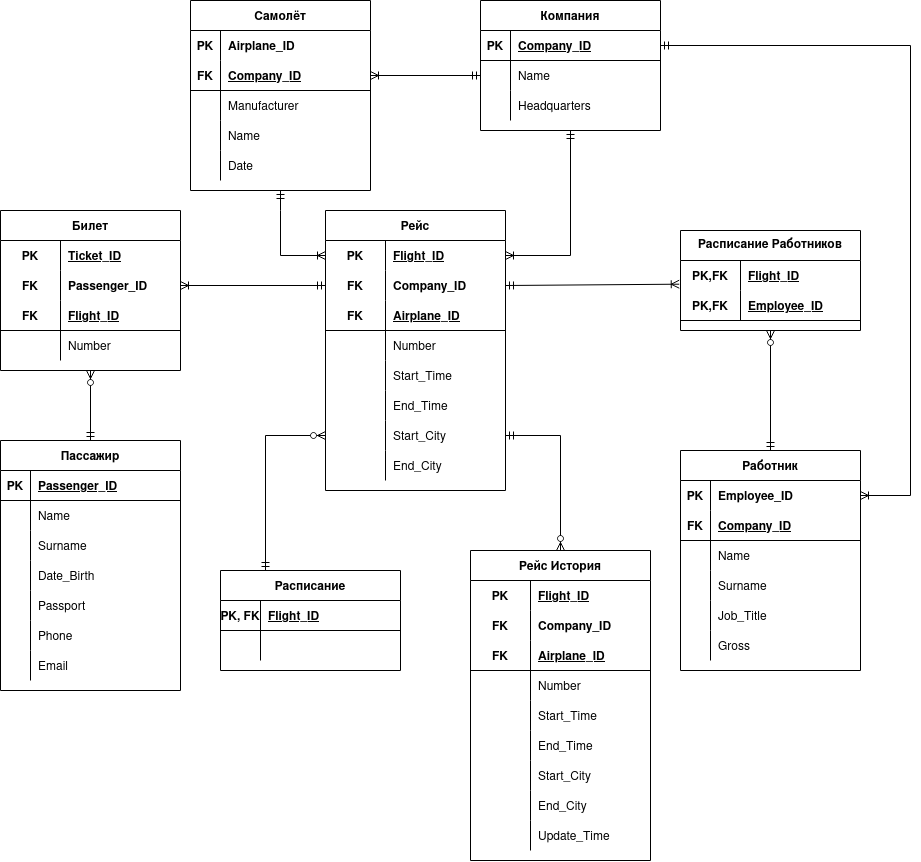 Самолёт
PK Airplane_ID
FK Company_ID
Manufacturer
Name
Date
Компания
PK Company_ID
Name
Headquarters
Билет
PK Ticket_ID
FK Passenger_ID
FK Flight_ID
Number
Рейс
PK Flight_ID
FK Company_ID
FK Airplane_ID
Number
Start_Time
End_Time
Start_City
End_City
Расписание Работников
PK,FK Flight_ID
PK,FK Employee_ID
Пассажир
PK Passenger_ID
Name
Surname
Date_Birth
Passport
Phone
Email
Расписание
PK, FK Flight_ID
Рейс История
PK Flight_ID
FK Company_ID
FK Airplane_ID
Number
Start_Time
End_Time
Start_City
End_City
Update_Time
Работник
PK Employee_ID
FK Company_ID
Name
Surname
Job_Title
Gross